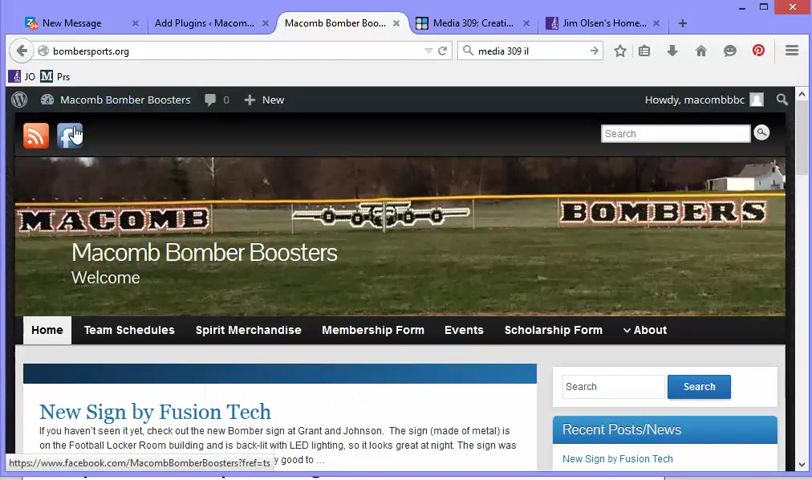 New Message × Add Plugins ‹ Macom... × Macomb Bomber Boo... × Media 309: Creati... × Jim Olsen's Home... × +
bombersports.org media 309 il
JO Prs
Macomb Bomber Boosters 0 + New Howdy, macombbbc
Search
MACOMB BOMBERS
Macomb Bomber Boosters
Welcome
Home Team Schedules Spirit Merchandise Membership Form Events Scholarship Form About
New Sign by Fusion Tech
If you haven't seen it yet, check out the new Bomber sign at Grant and Johnson. The sign (made of metal) is
on the Football Locker Room building and is back-lit with LED lighting, so it looks great at night. The sign was
y good to ...
Search Search
Recent Posts/News
New Sign by Fusion Tech
https://www.facebook.com/MacombBomberBoosters?fref=ts